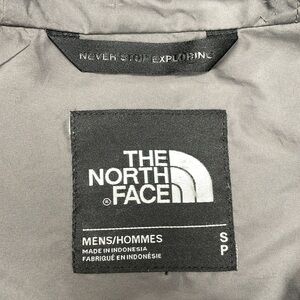 NEVER STOP EXPLORING
THE
NORTH
FACE
®
MENS/HOMMES
S
MADE IN INDONESIA
P
FABRIQUÉ EN INDONÉSIE